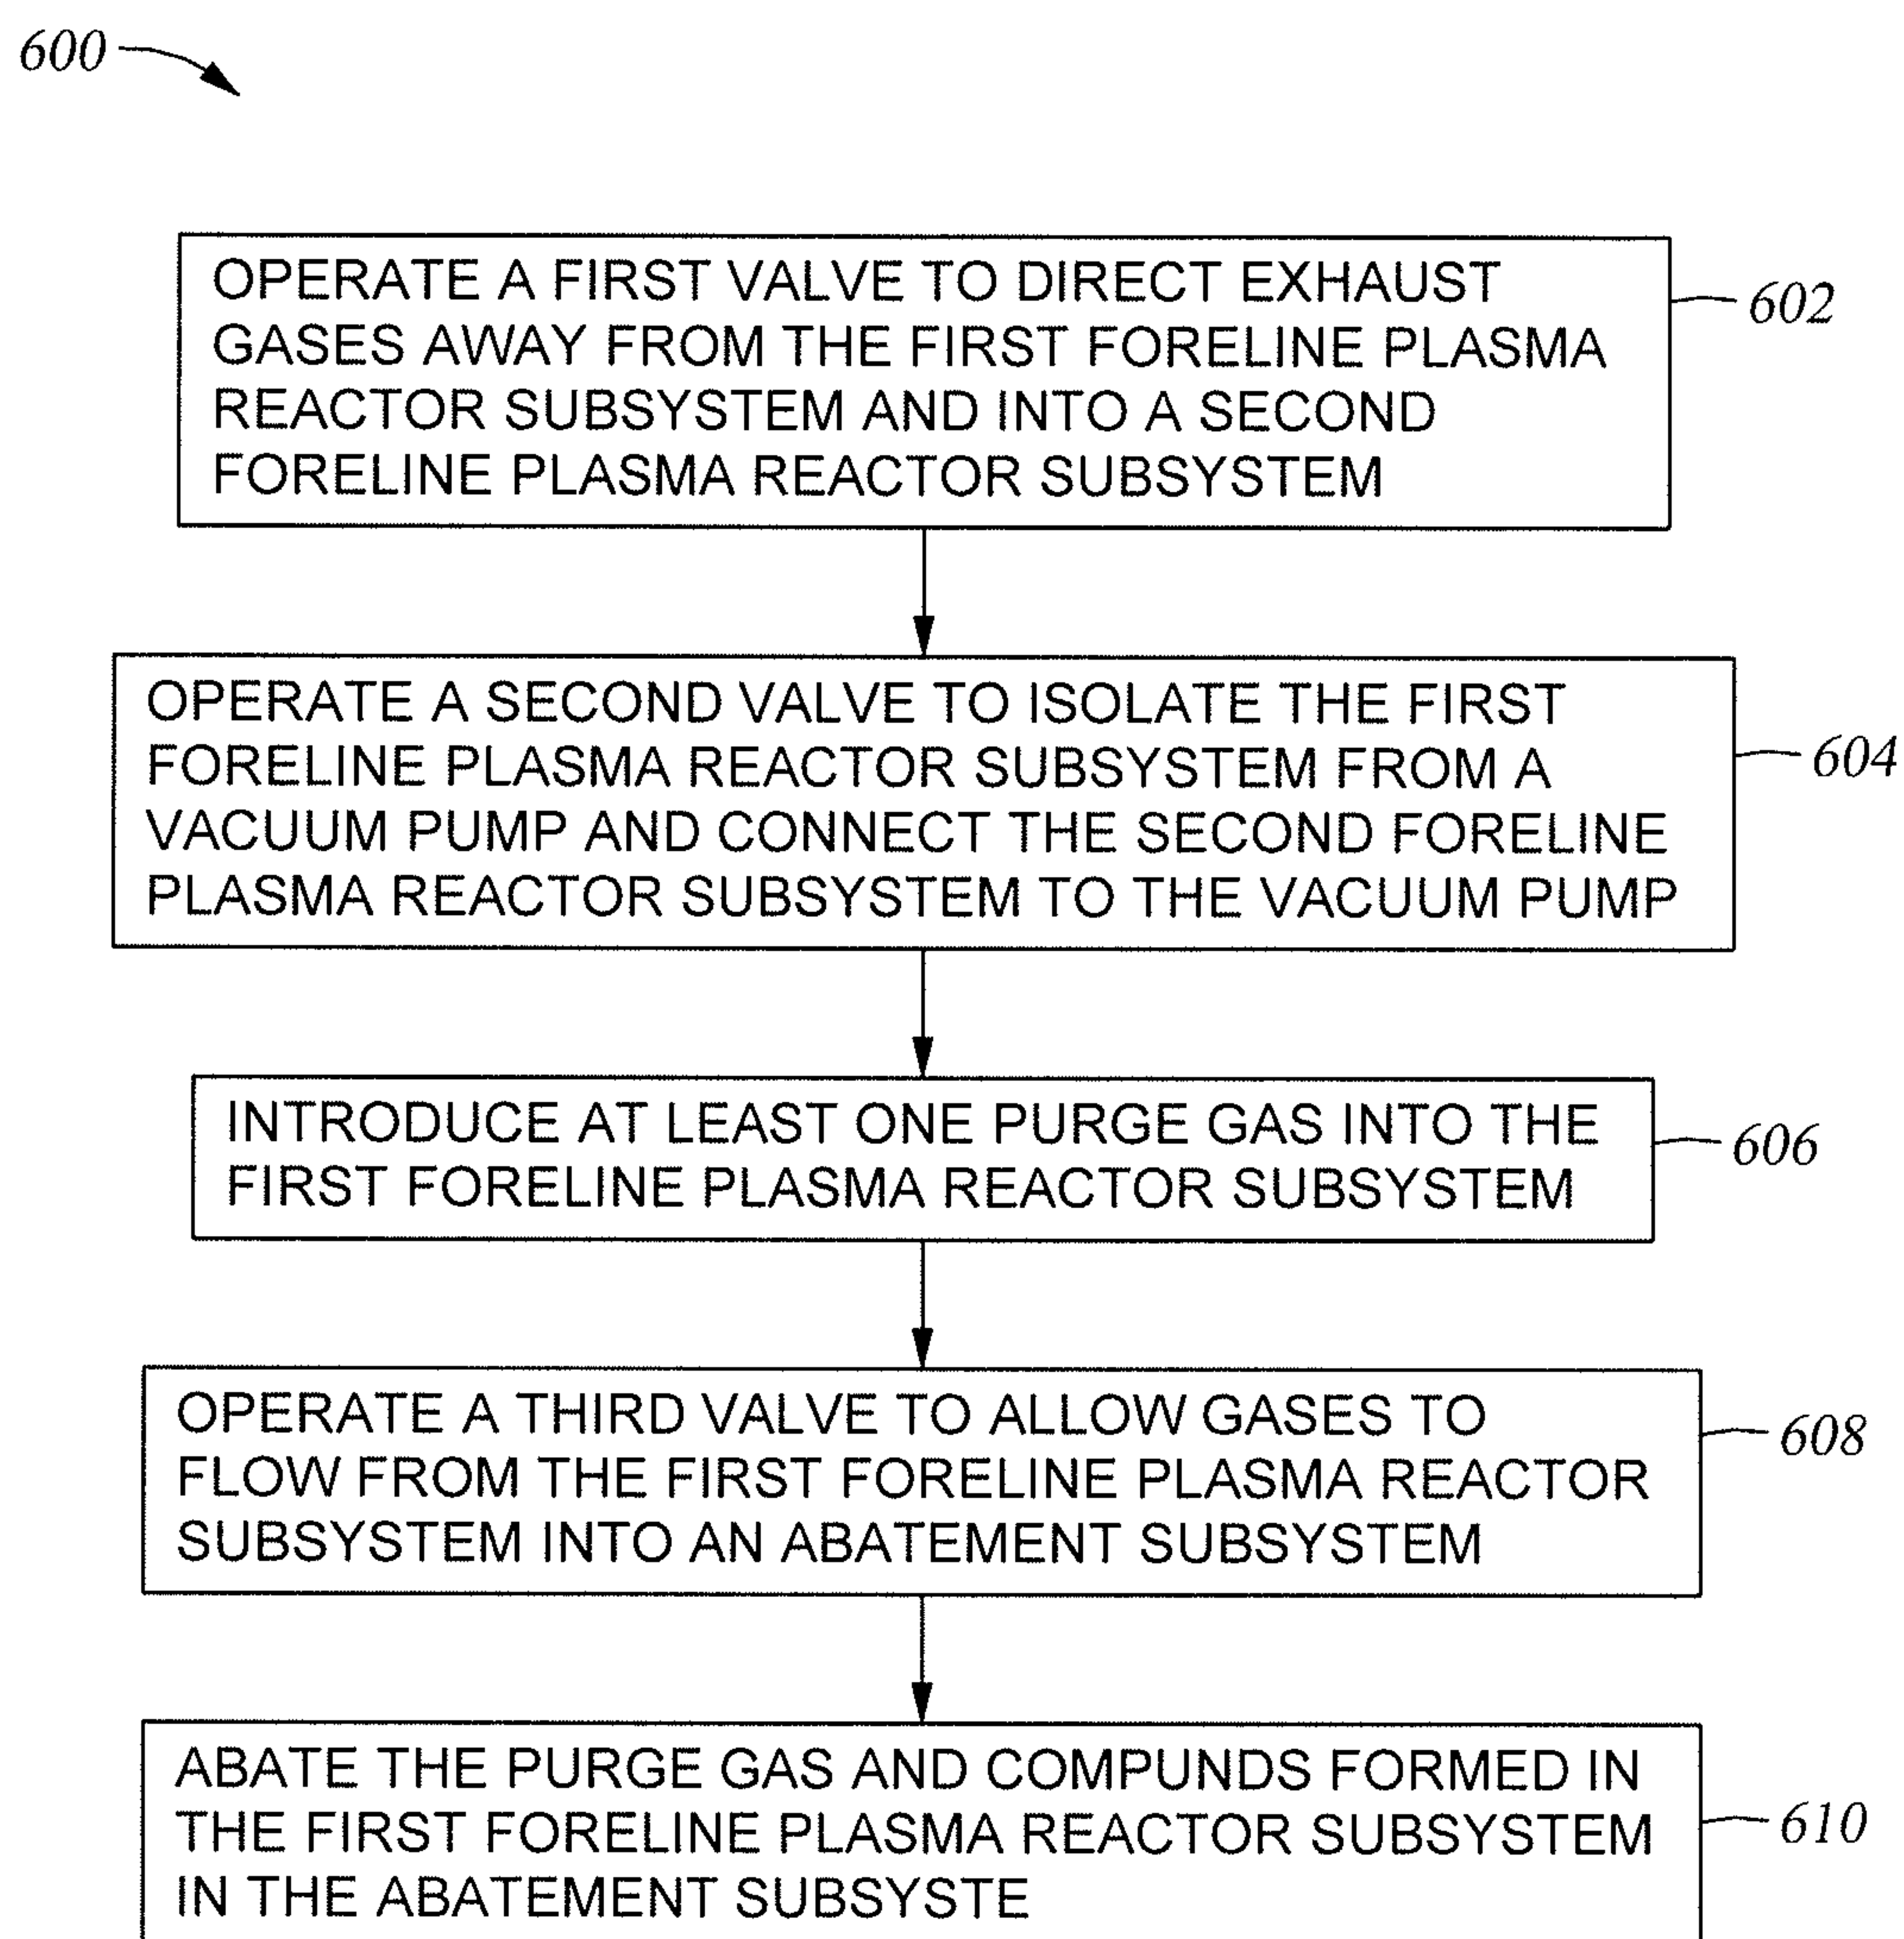 600
OPERATE A FIRST VALVE TO DIRECT EXHAUST
GASES AWAY FROM THE FIRST FORELINE PLASMA
REACTOR SUBSYSTEM AND INTO A SECOND
FORELINE PLASMA REACTOR SUBSYSTEM
602
OPERATE A SECOND VALVE TO ISOLATE THE FIRST
FORELINE PLASMA REACTOR SUBSYSTEM FROM A
VACUUM PUMP AND CONNECT THE SECOND FORELINE
PLASMA REACTOR SUBSYSTEM TO THE VACUUM PUMP
604
INTRODUCE AT LEAST ONE PURGE GAS INTO THE
FIRST FORELINE PLASMA REACTOR SUBSYSTEM
606
OPERATE A THIRD VALVE TO ALLOW GASES TO
FLOW FROM THE FIRST FORELINE PLASMA REACTOR
SUBSYSTEM INTO AN ABATEMENT SUBSYSTEM
608
ABATE THE PURGE GAS AND COMPUNDS FORMED IN
THE FIRST FORELINE PLASMA REACTOR SUBSYSTEM
IN THE ABATEMENT SUBSYSTE
610